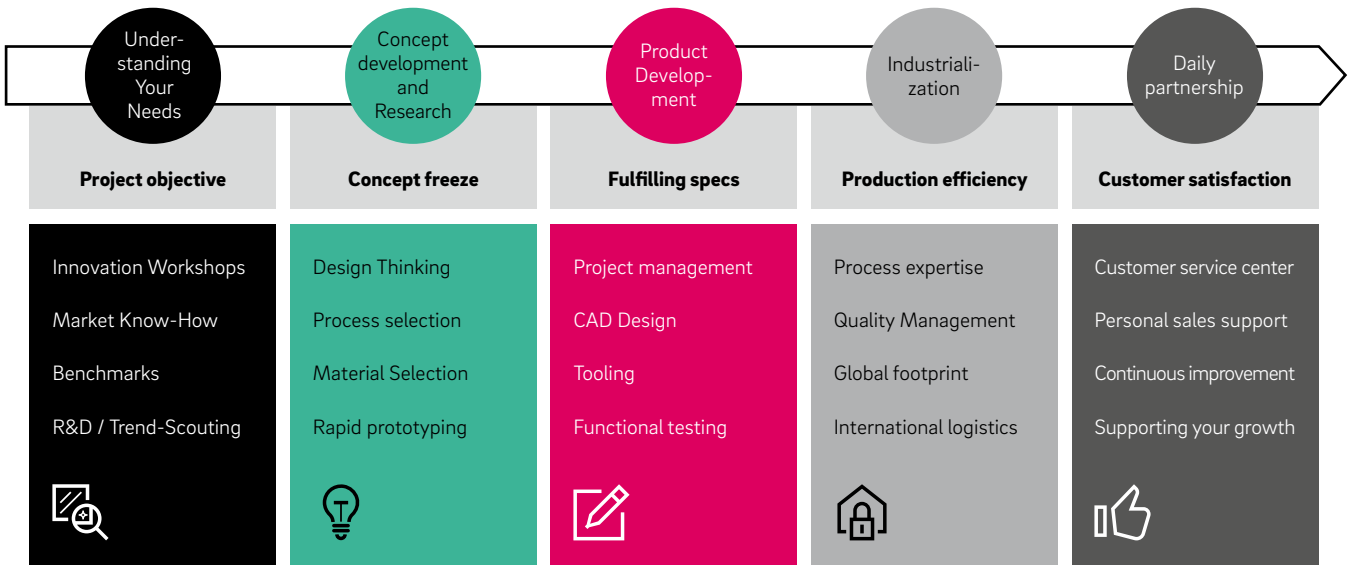 Under-
standing
Your
Needs
Concept
development
and
Research
Product
Develop-
ment
Industriali-
zation
Daily
partnership
Project objective
Concept freeze
Fulfilling specs
Production efficiency
Customer satisfaction
Innovation Workshops
Market Know-How
Benchmarks
R&D / Trend-Scouting
Design Thinking
Process selection
Material Selection
Rapid prototyping
Project management
CAD Design
Tooling
Functional testing
Process expertise
Quality Management
Global footprint
International logistics
Customer service center
Personal sales support
Continuous improvement
Supporting your growth